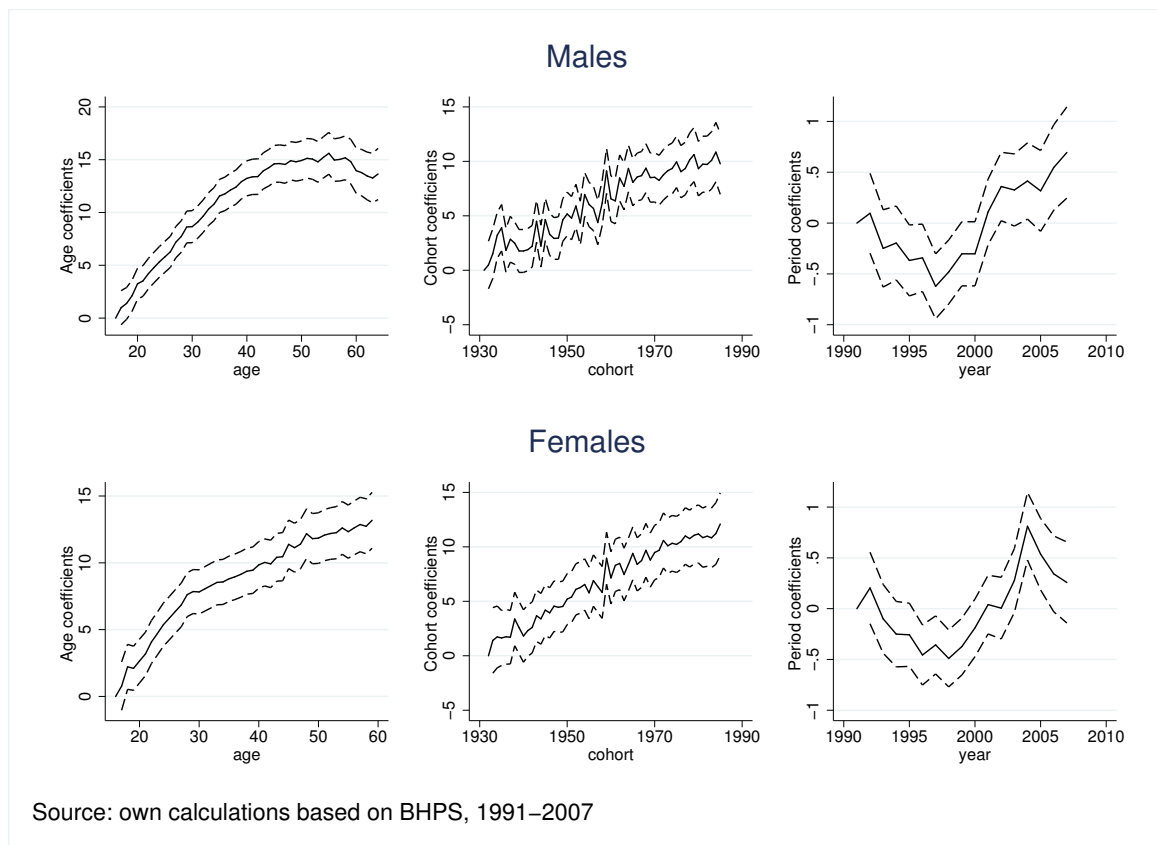 Males
Age coefficients
0 5 10 15 20
20 30 40 50 60
age
Cohort coefficients
−5 0 5 10 15
1930 1950 1970 1990
cohort
Period coefficients
−1 −.5 0 .5 1
1990 1995 2000 2005 2010
year
Females
Age coefficients
0 5 10 15
20 30 40 50 60
age
Cohort coefficients
−5 0 5 10 15
1930 1950 1970 1990
cohort
Period coefficients
−1 −.5 0 .5 1
1990 1995 2000 2005 2010
year
Source: own calculations based on BHPS, 1991−2007